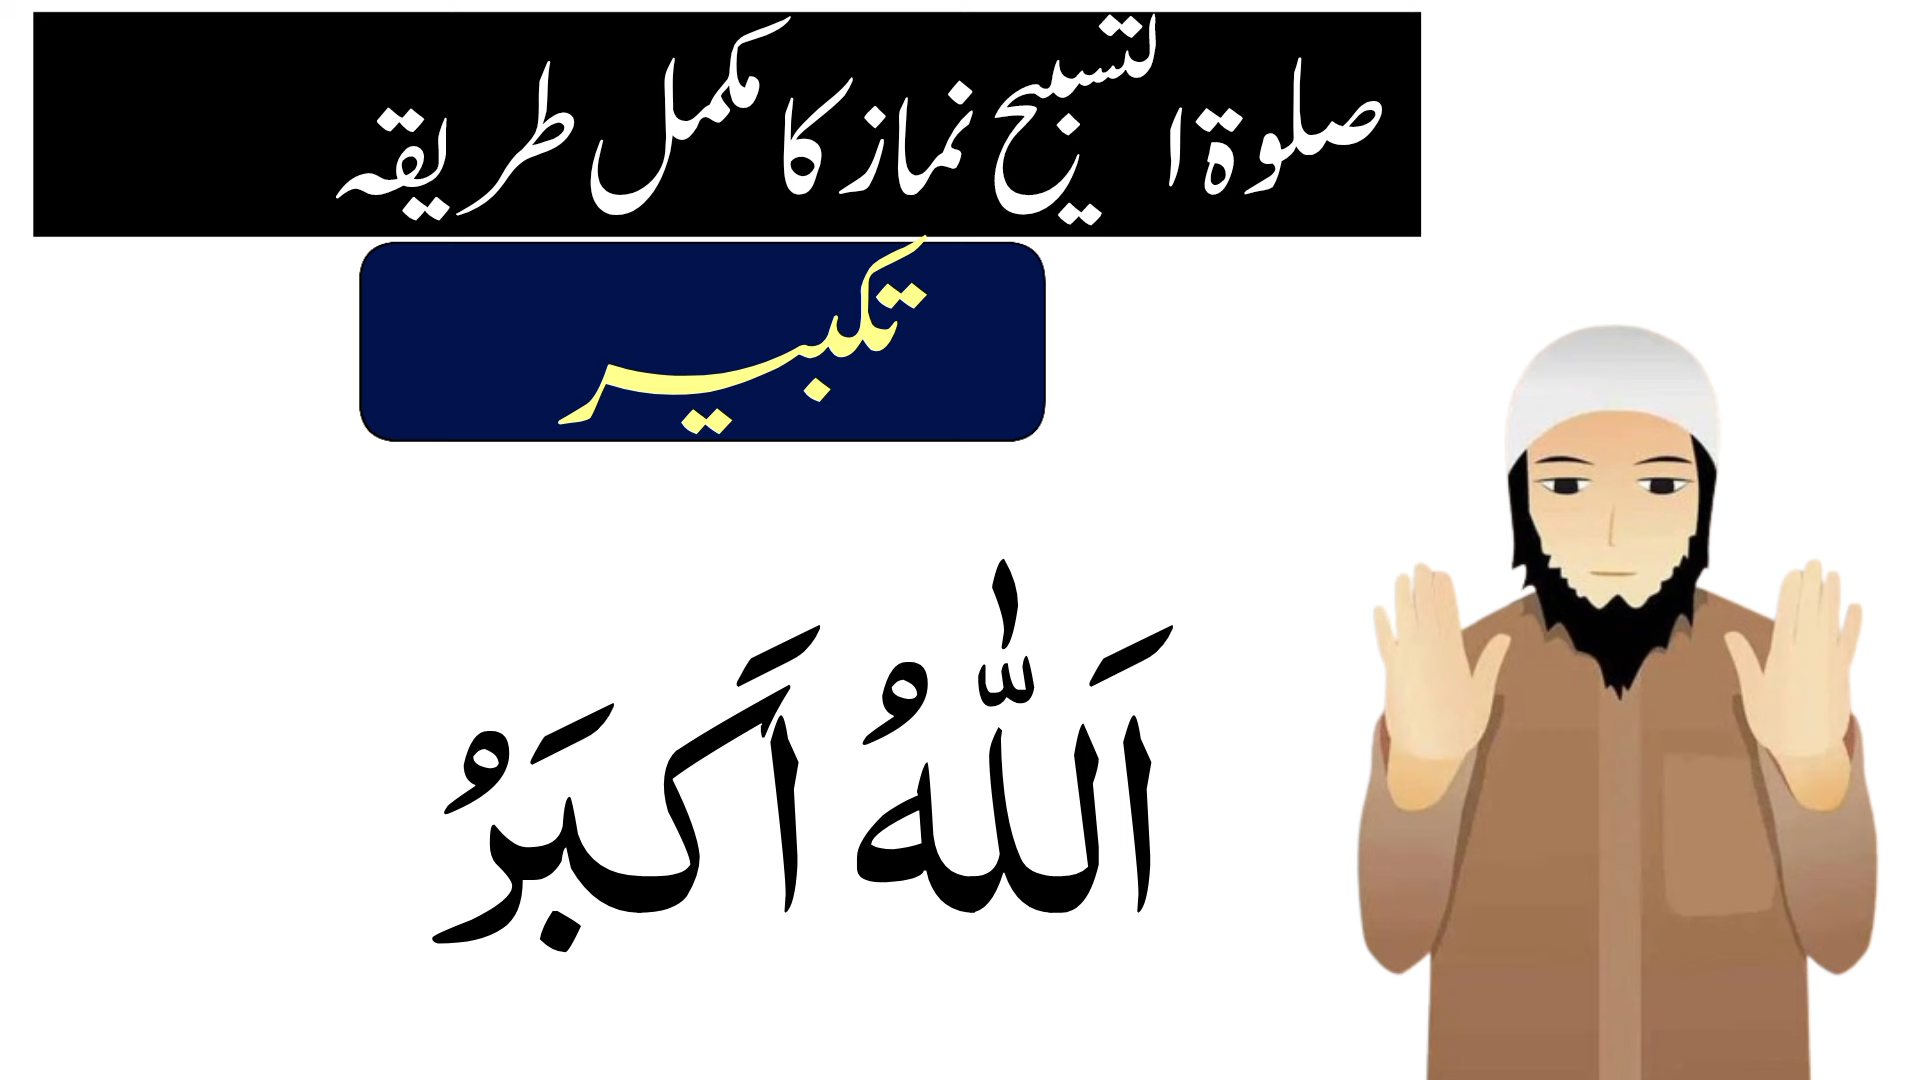 صلوۃ التسبیح نماز کا مکمل طریقہ
تکبیر
اَللّٰهُ اَکبَرُ